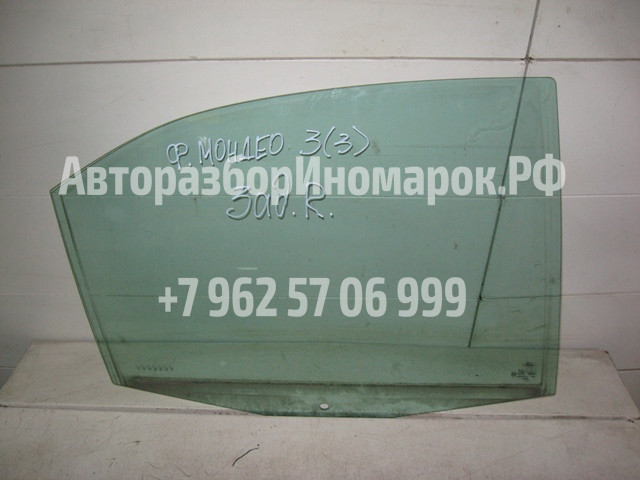 Ф. МОНДЕО 3(3)
АвторазборИномарок.РФ
Зад. R.
+7 962 57 06 999